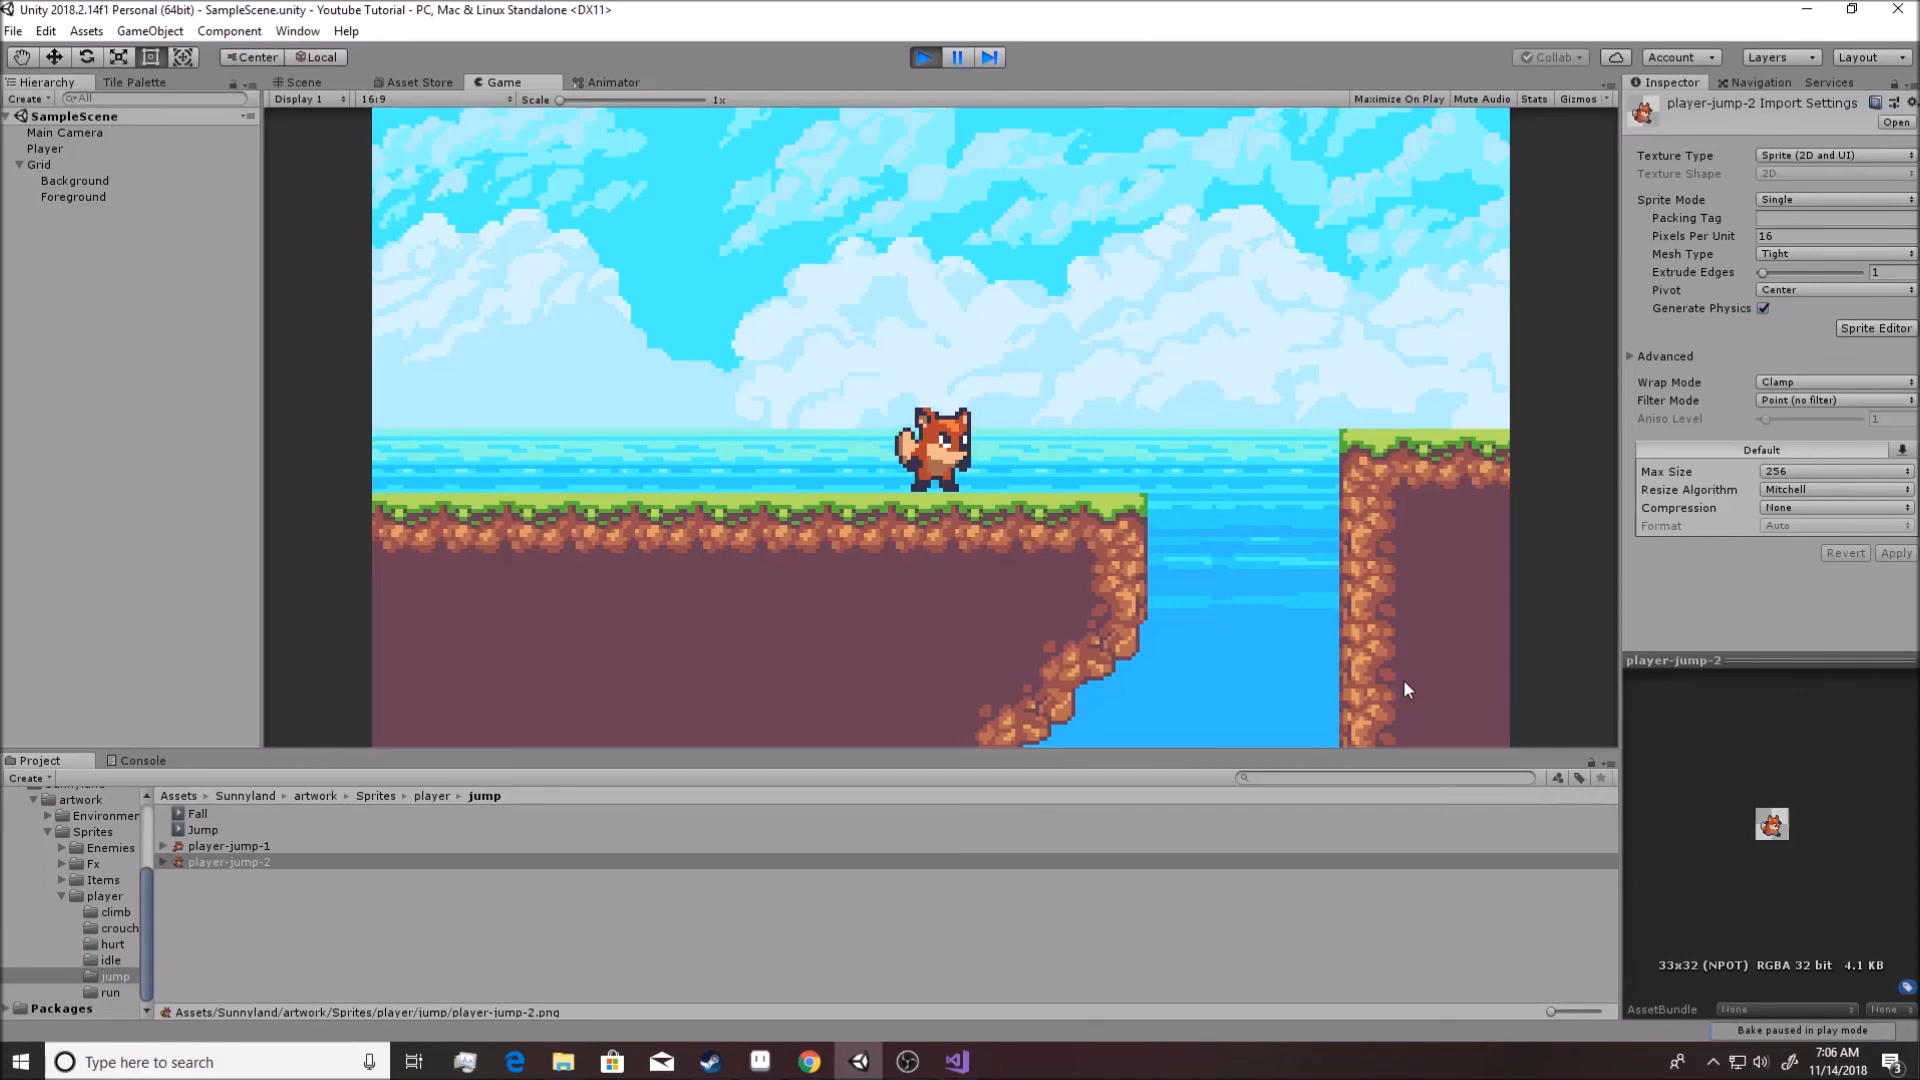 Unity 2018.2.14f1 Personal (64bit) - SampleScene.unity - Youtube Tutorial - PC, Mac & Linux Standalone <DX11>
File Edit Assets GameObject Component Window Help
Center Local Collab Account Layers Layout
Hierarchy Tile Palette Scene Asset Store Game Animator Inspector Navigation Services
Create All Display 1 16:9 Scale 1x Maximize On Play Mute Audio Stats Gizmos
player-jump-2 Import Settings
Open
SampleScene
Main Camera
Player
Grid
Background
Foreground
Texture Type Sprite (2D and UI)
Texture Shape 2D
Sprite Mode Single
Packing Tag
Pixels Per Unit 16
Mesh Type Tight
Extrude Edges 1
Pivot Center
Generate Physics
Sprite Editor
Advanced
Wrap Mode Clamp
Filter Mode Point (no filter)
Aniso Level 1
Default
Max Size 256
Resize Algorithm Mitchell
Compression None
Format Auto
Revert Apply
player-jump-2
33x32 (NPOT) RGBA 32 bit 4.1 KB
AssetBundle None None
Bake paused in play mode
Project Console
Create
artwork
Environmer
Sprites
Enemies
Fx
Items
player
climb
crouch
hurt
idle
jump
run
Packages
Assets Sunnyland artwork Sprites player jump
Fall
Jump
player-jump-1
player-jump-2
Assets/Sunnyland/artwork/Sprites/player/jump/player-jump-2.png
Type here to search
7:06 AM
11/14/2018
3